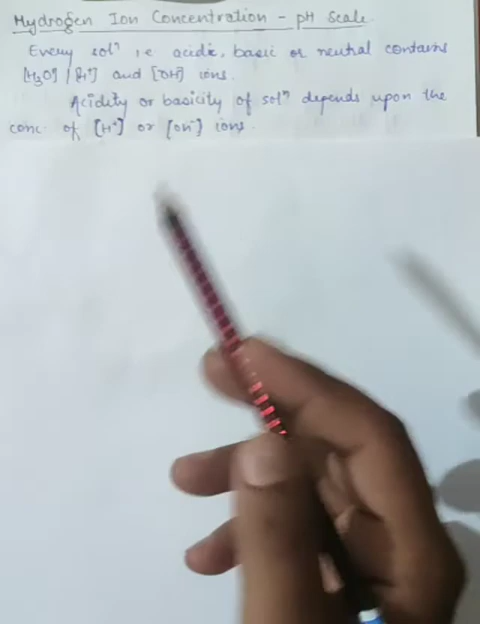 Hydrogen Ion Concentration - pH Scale.
Every solⁿ i.e acidic, basic or neutral contains
[H₃O⁺] / [H⁺] and [OH⁻] ions.
Acidity or basicity of solⁿ depends upon the
conc. of [H⁺] or [OH⁻] ions.